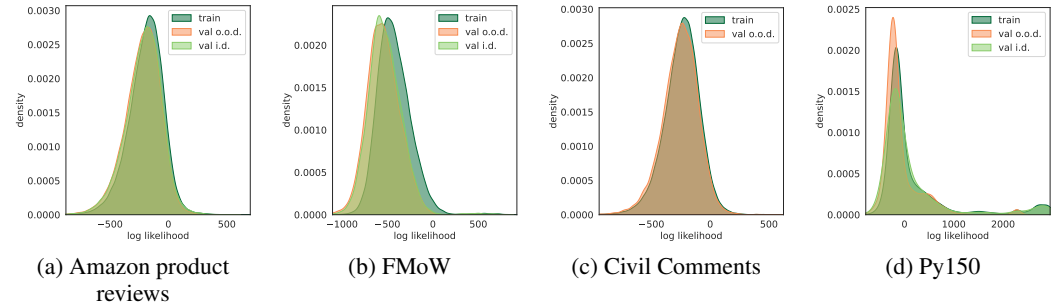 0.0030
0.0025
0.0020
0.0015
0.0010
0.0005
0.0000
density
−500 0 500
log likelihood
train
val o.o.d.
val i.d.
(a) Amazon product
reviews
0.0020
0.0015
0.0010
0.0005
0.0000
density
−1000 −500 0 500
log likelihood
train
val o.o.d.
val i.d.
(b) FMoW
0.0030
0.0025
0.0020
0.0015
0.0010
0.0005
0.0000
density
−500 0 500
log likelihood
train
val o.o.d.
(c) Civil Comments
0.0025
0.0020
0.0015
0.0010
0.0005
0.0000
density
0 2000
log likelihood
train
val o.o.d.
val i.d.
(d) Py150